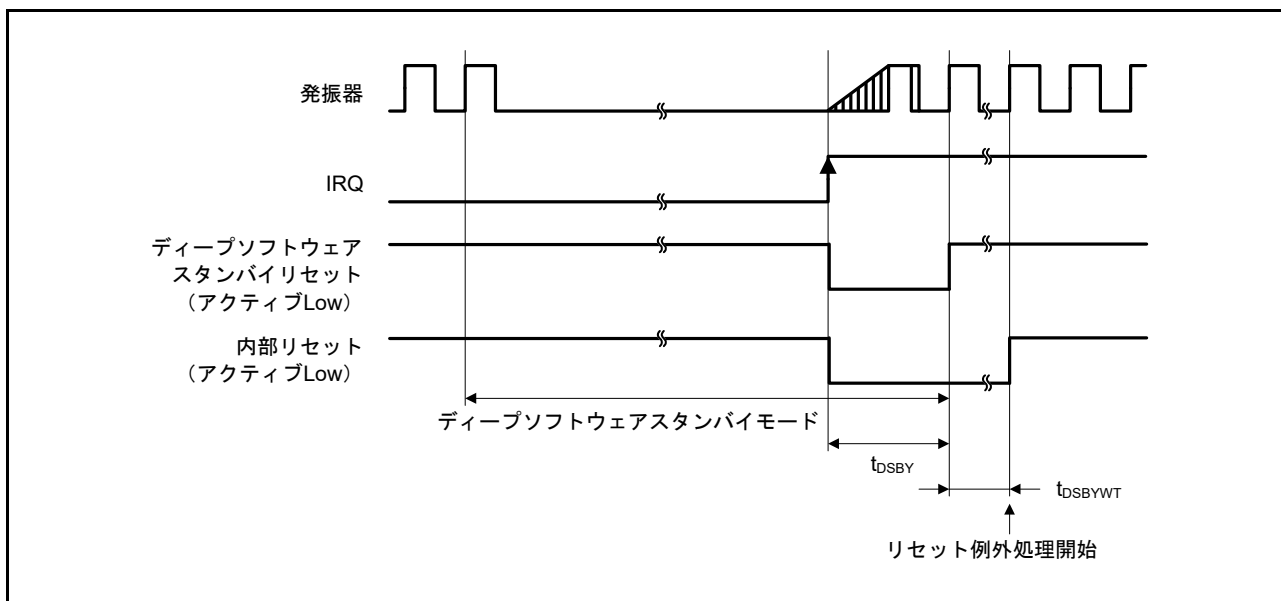 発振器
IRQ
ディープソフトウェア
スタンバイリセット
（アクティブLow）
内部リセット
（アクティブLow）
ディープソフトウェアスタンバイモード
tDSBY
tDSBYWT
リセット例外処理開始